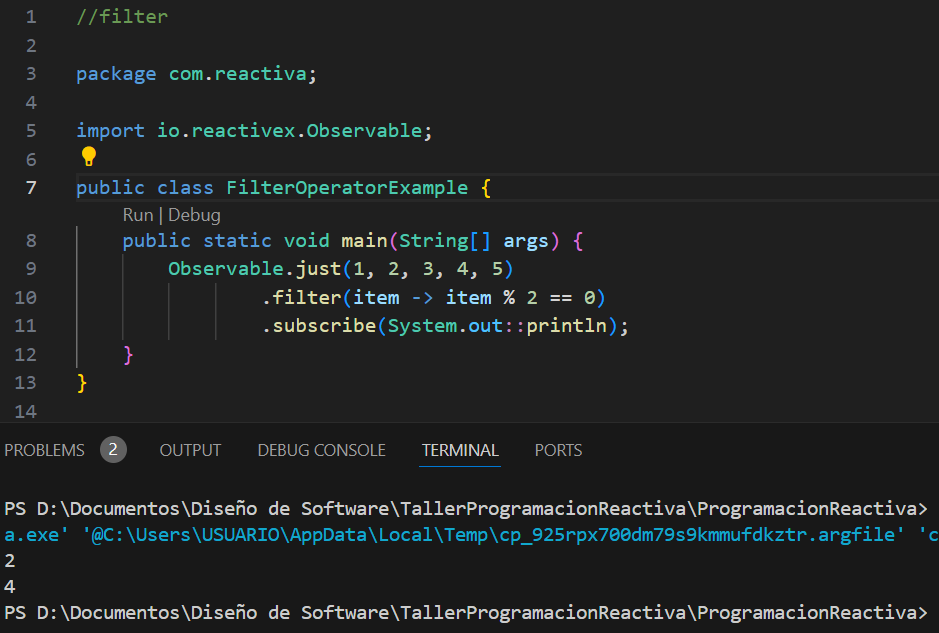 1 //filter
2
3 package com.reactiva;
4
5 import io.reactivex.Observable;
6
7 public class FilterOperatorExample {
Run | Debug
8 public static void main(String[] args) {
9 Observable.just(1, 2, 3, 4, 5)
10 .filter(item -> item % 2 == 0)
11 .subscribe(System.out::println);
12 }
13 }
14
PROBLEMS 2 OUTPUT DEBUG CONSOLE TERMINAL PORTS
PS D:\Documentos\Diseño de Software\TallerProgramacionReactiva\ProgramacionReactiva>
a.exe' '@C:\Users\USUARIO\AppData\Local\Temp\cp_925rpx700dm79s9kmmufdkztr.argfile' 'c
2
4
PS D:\Documentos\Diseño de Software\TallerProgramacionReactiva\ProgramacionReactiva>